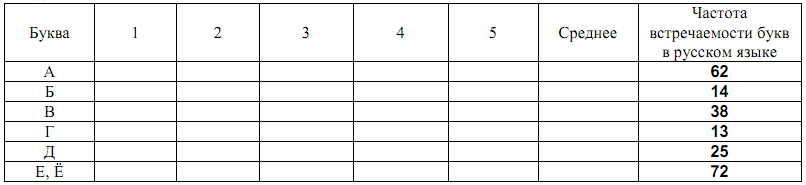 Буква 1 2 3 4 5 Среднее Частота встречаемости букв в русском языке
А 62
Б 14
В 38
Г 13
Д 25
Е, Ё 72